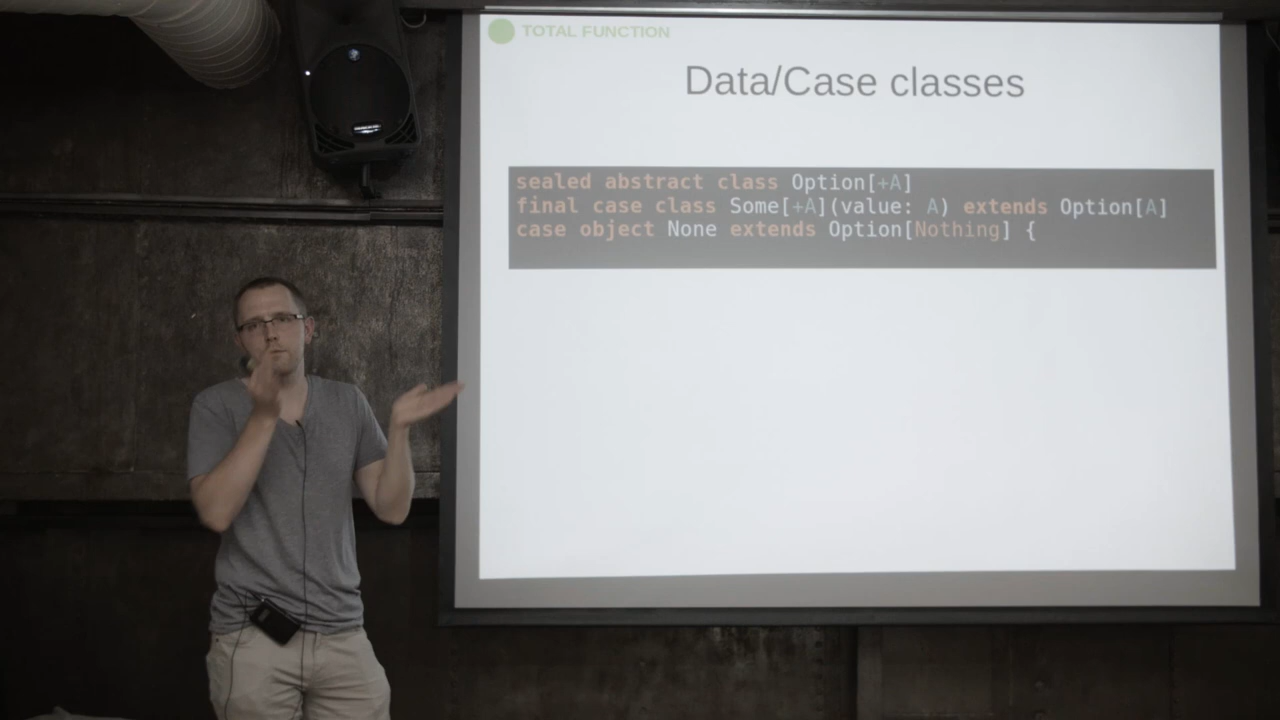 TOTAL FUNCTION
Data/Case classes
sealed abstract class Option[+A]
final case class Some[+A](value: A) extends Option[A]
case object None extends Option[Nothing] {